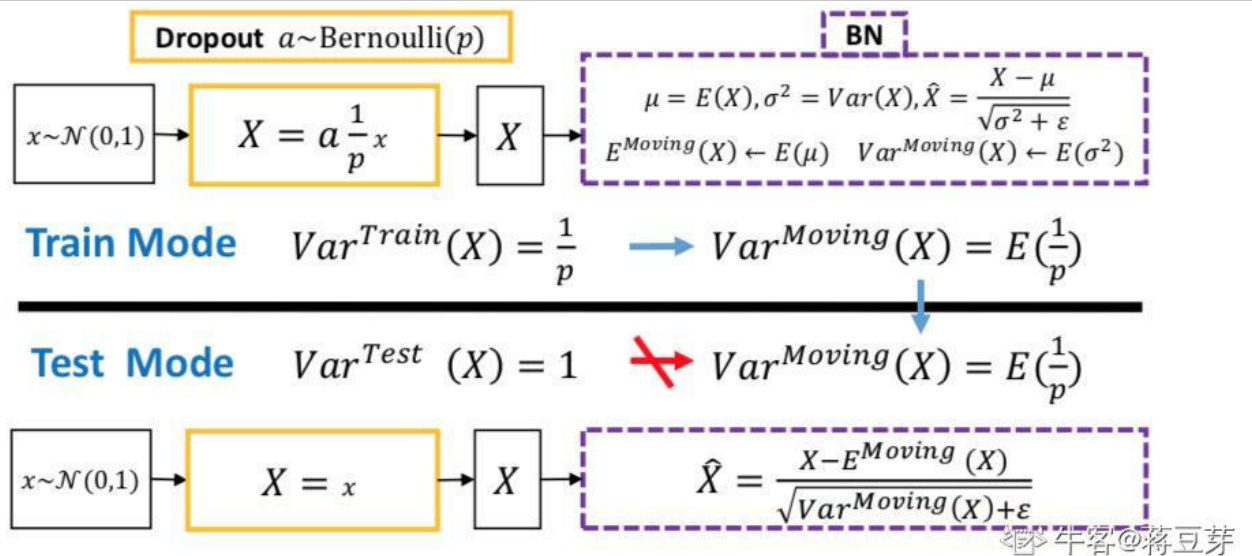 Dropout a~Bernoulli(p)
BN
x~𝒩(0,1)
X = a 1/p x
X
μ = E(X), σ² = Var(X), X̂ = (X − μ)/√(σ² + ε)
E^Moving(X) ← E(μ) Var^Moving(X) ← E(σ²)
Train Mode Var^Train(X) = 1/p → Var^Moving(X) = E(1/p)
Test Mode Var^Test (X) = 1 Var^Moving(X) = E(1/p)
x~𝒩(0,1)
X = x
X
X̂ = (X−E^Moving (X))/√(Var^Moving(X)+ε)
牛客@蒋豆芽